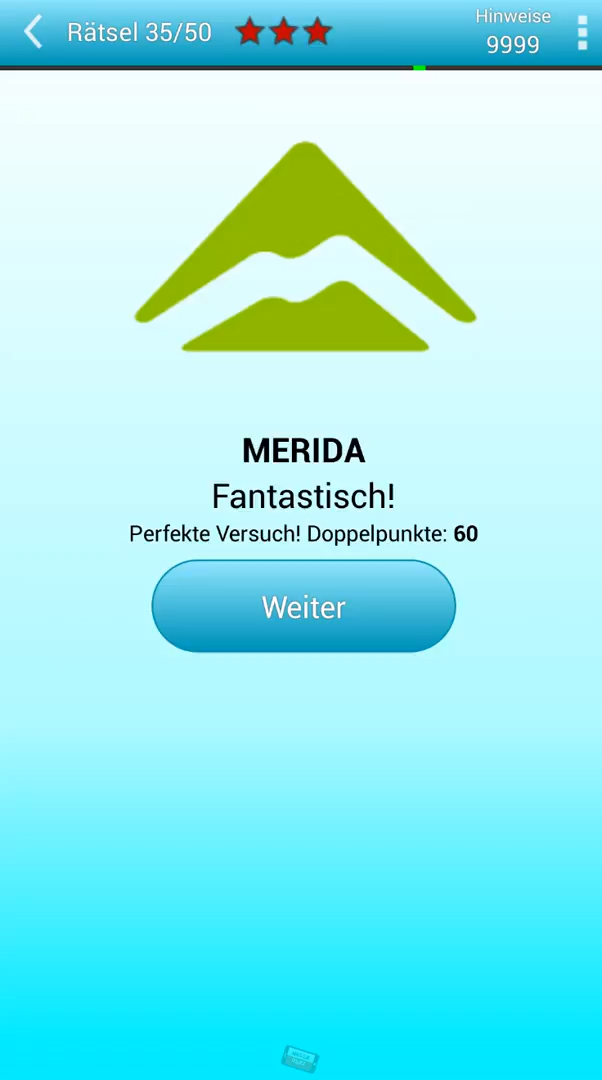 Rätsel 35/50
Hinweise
9999
MERIDA
Fantastisch!
Perfekte Versuch! Doppelpunkte: 60
Weiter